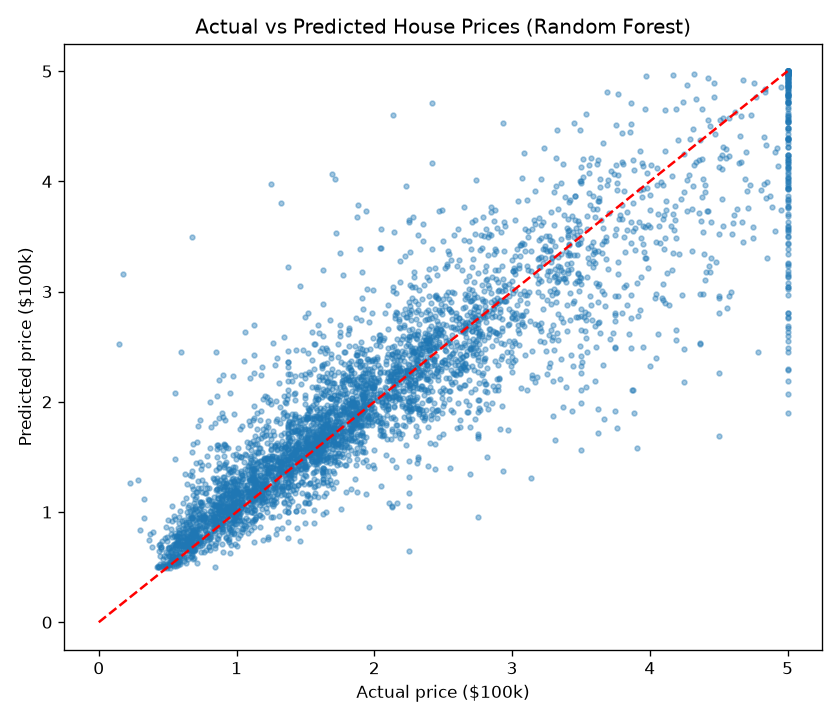 Actual vs Predicted House Prices (Random Forest)
5
4
3
2
1
0
Predicted price ($100k)
0 1 2 3 4 5
Actual price ($100k)